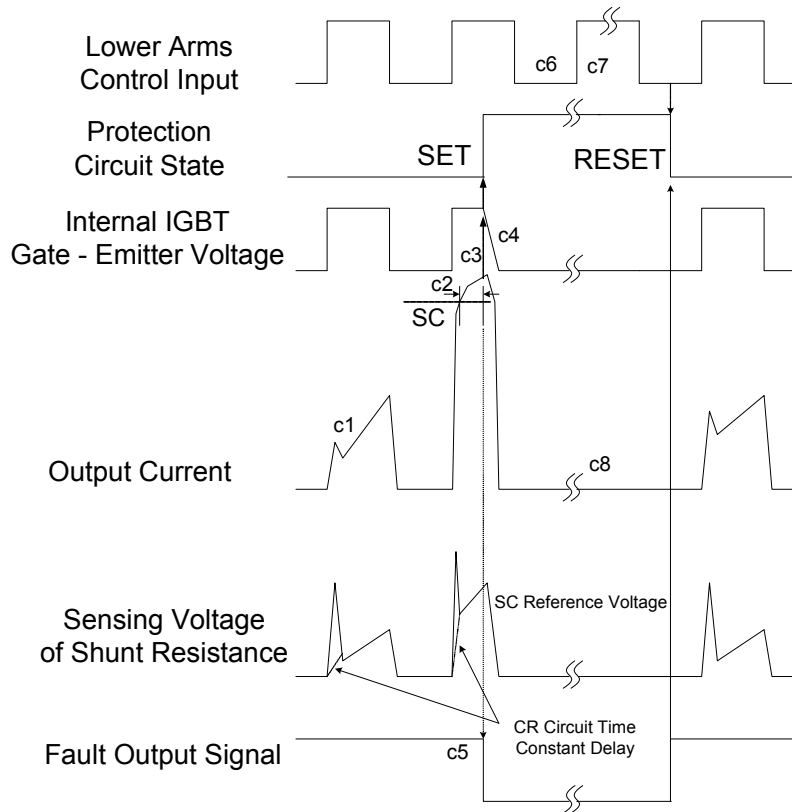 Lower Arms
Control Input
c6
c7
Protection
Circuit State
SET
RESET
Internal IGBT
Gate - Emitter Voltage
c4
c3
c2
SC
c1
Output Current
c8
SC Reference Voltage
Sensing Voltage
of Shunt Resistance
CR Circuit Time
Constant Delay
Fault Output Signal
c5